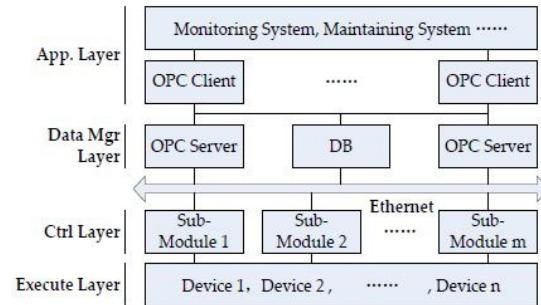 Monitoring System, Maintaining System ······
App. Layer
OPC Client
······
OPC Client
Data Mgr
Layer
OPC Server
DB
OPC Server
Ethernet
Ctrl Layer
Sub-
Module 1
Sub-
Module 2
······
Sub-
Module m
Execute Layer
Device 1, Device 2 , ······ , Device n